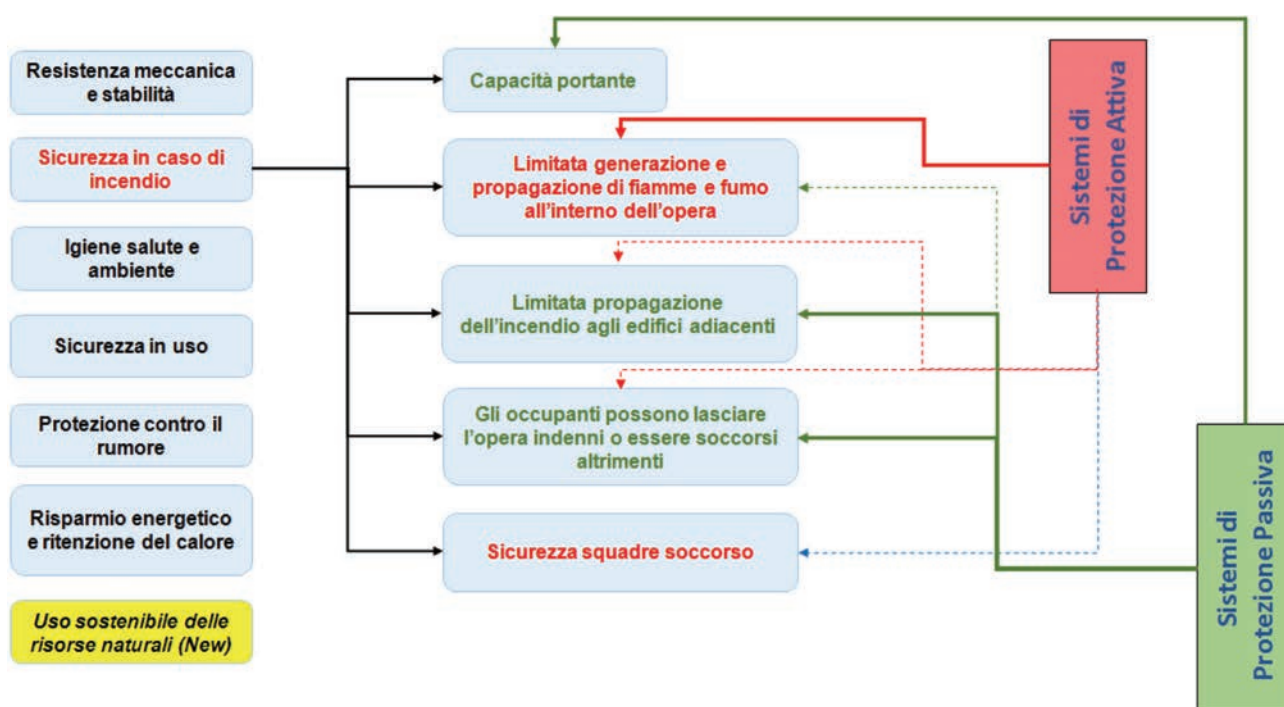 Resistenza meccanica
e stabilità
Sicurezza in caso di
incendio
Igiene salute e
ambiente
Sicurezza in uso
Protezione contro il
rumore
Risparmio energetico
e ritenzione del calore
Uso sostenibile delle
risorse naturali (New)
Capacità portante
Limitata generazione e
propagazione di fiamme e fumo
all'interno dell'opera
Limitata propagazione
dell'incendio agli edifici adiacenti
Gli occupanti possono lasciare
l'opera indenni o essere soccorsi
altrimenti
Sicurezza squadre soccorso
Sistemi di
Protezione Attiva
Sistemi di
Protezione Passiva